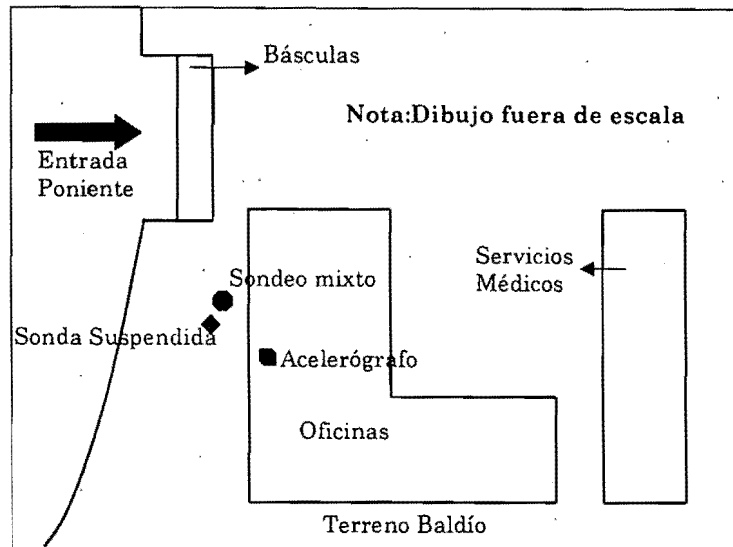 Básculas
Nota:Dibujo fuera de escala
Entrada
Poniente
Servicios
Médicos
Sondeo mixto
Sonda Suspendida
Acelerógrafo
Oficinas
Terreno Baldío